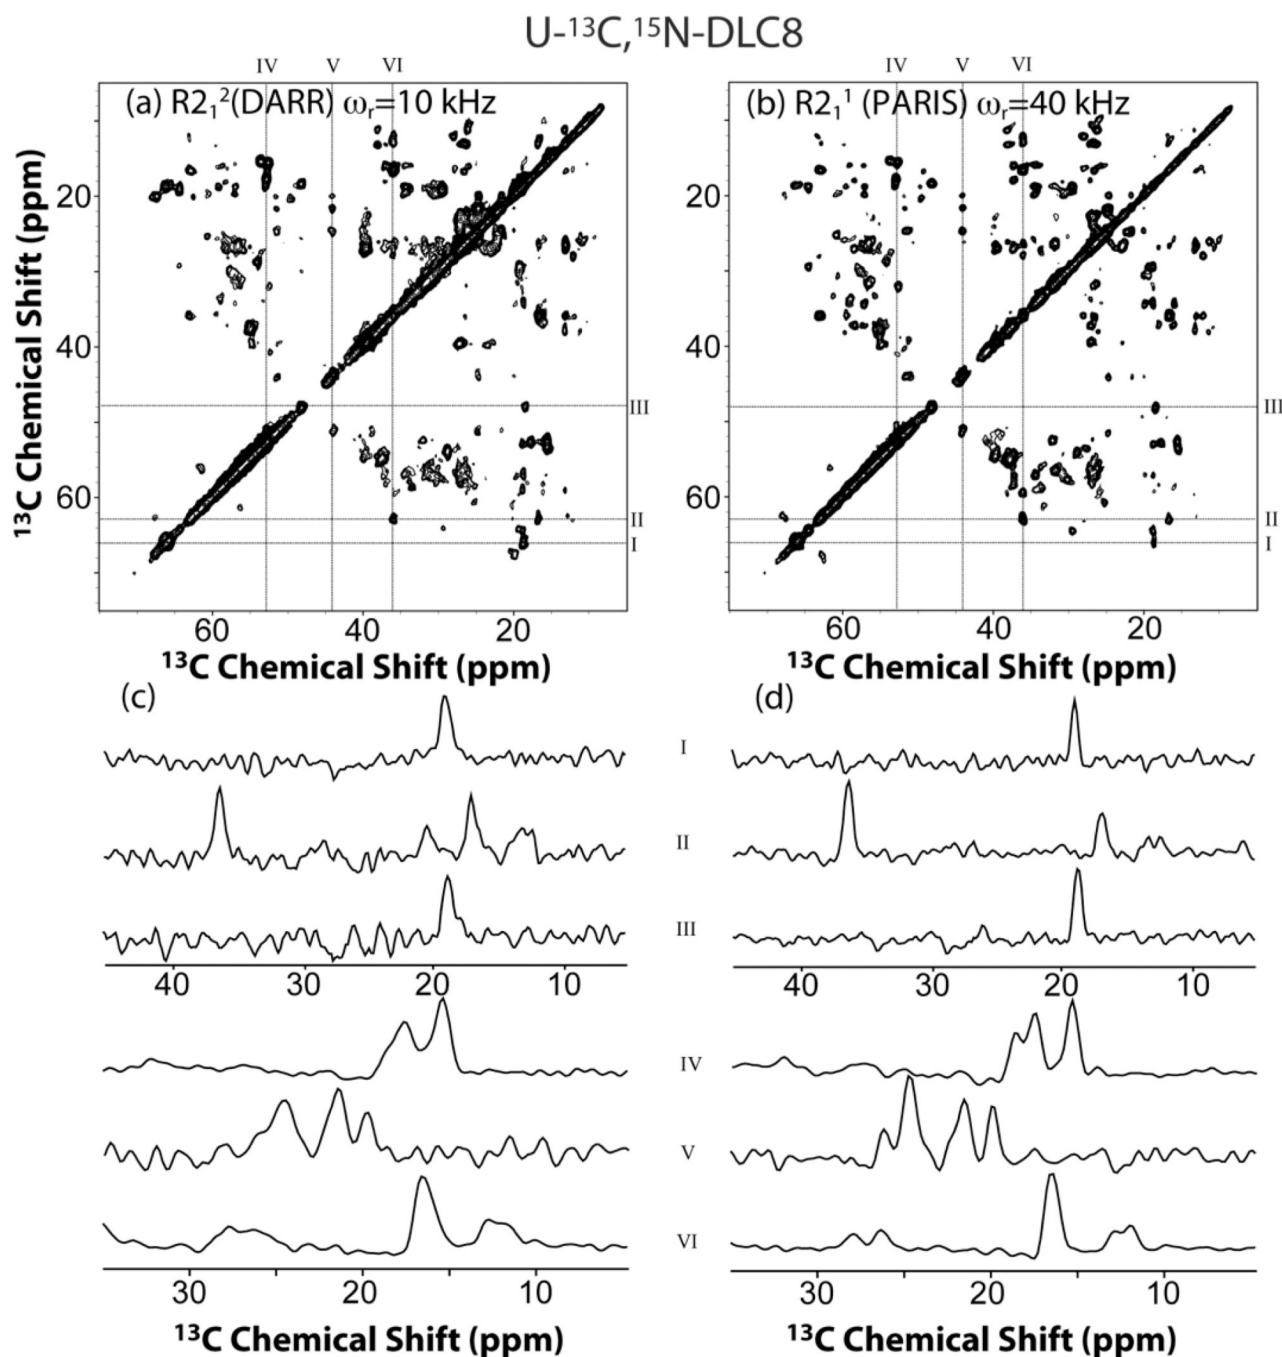 U-¹³C,¹⁵N-DLC8
IV V VI
IV V VI
(a) R2₁²(DARR) ωᵣ=10 kHz
(b) R2₁¹ (PARIS) ωᵣ=40 kHz
¹³C Chemical Shift (ppm)
20
40
60
20
40
60
III
II
I
III
II
I
60 40 20
60 40 20
¹³C Chemical Shift (ppm)
¹³C Chemical Shift (ppm)
(c)
(d)
I
II
III
40 30 20 10
40 30 20 10
IV
V
VI
30 20 10
30 20 10
¹³C Chemical Shift (ppm)
¹³C Chemical Shift (ppm)